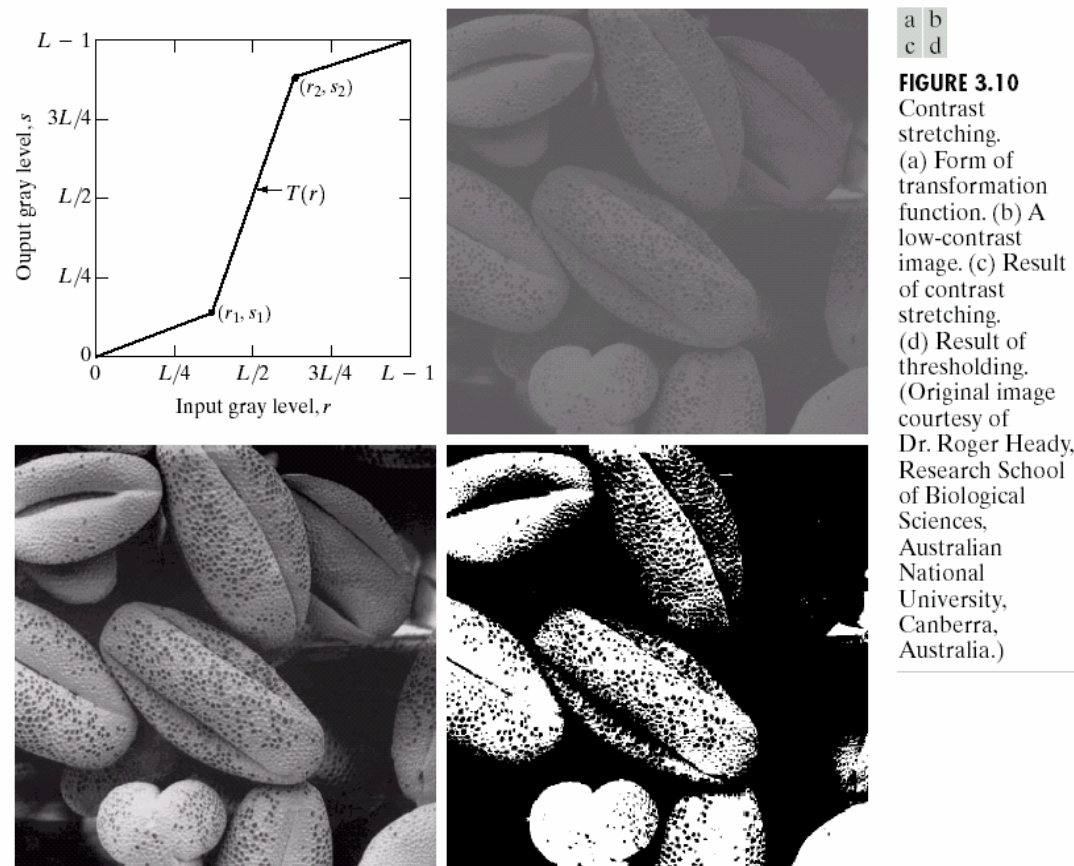 L − 1
3L/4
L/2
L/4
0
Ouput gray level, s
(r2, s2)
T(r)
(r1, s1)
0 L/4 L/2 3L/4 L − 1
Input gray level, r
a b
c d
FIGURE 3.10
Contrast
stretching.
(a) Form of
transformation
function. (b) A
low-contrast
image. (c) Result
of contrast
stretching.
(d) Result of
thresholding.
(Original image
courtesy of
Dr. Roger Heady,
Research School
of Biological
Sciences,
Australian
National
University,
Canberra,
Australia.)